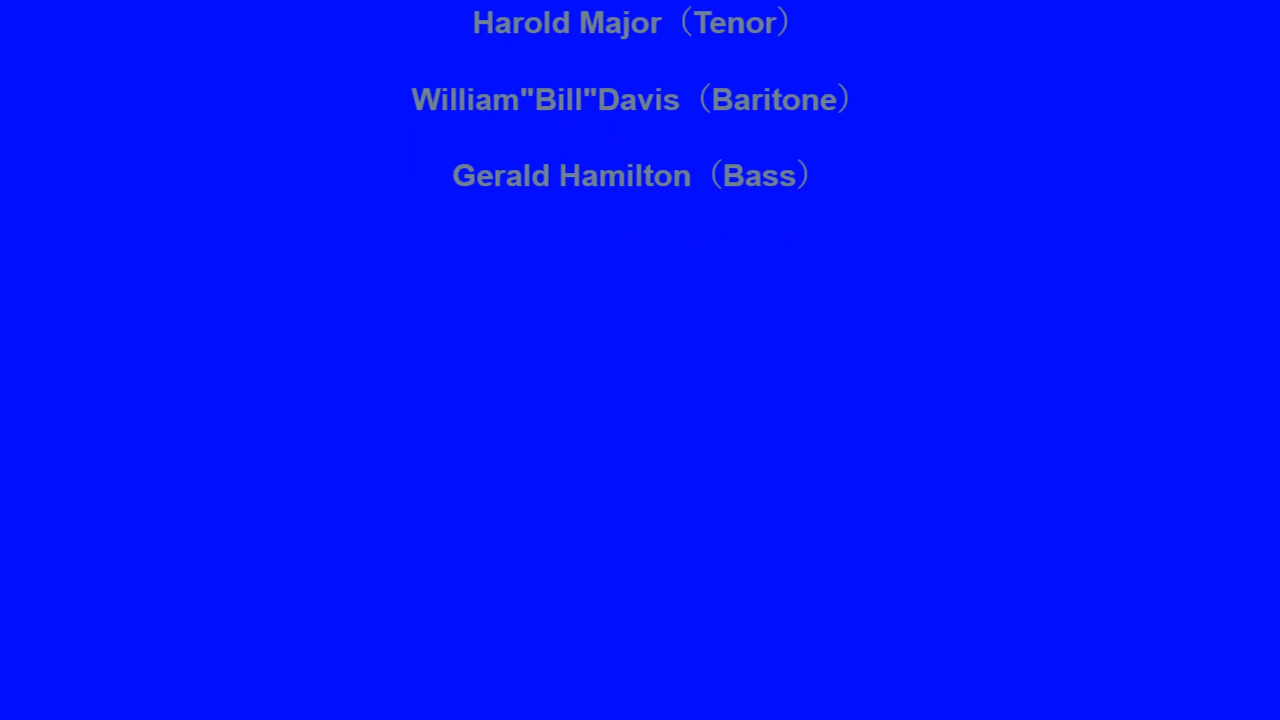 Harold Major（Tenor）
William"Bill"Davis（Baritone）
Gerald Hamilton（Bass）